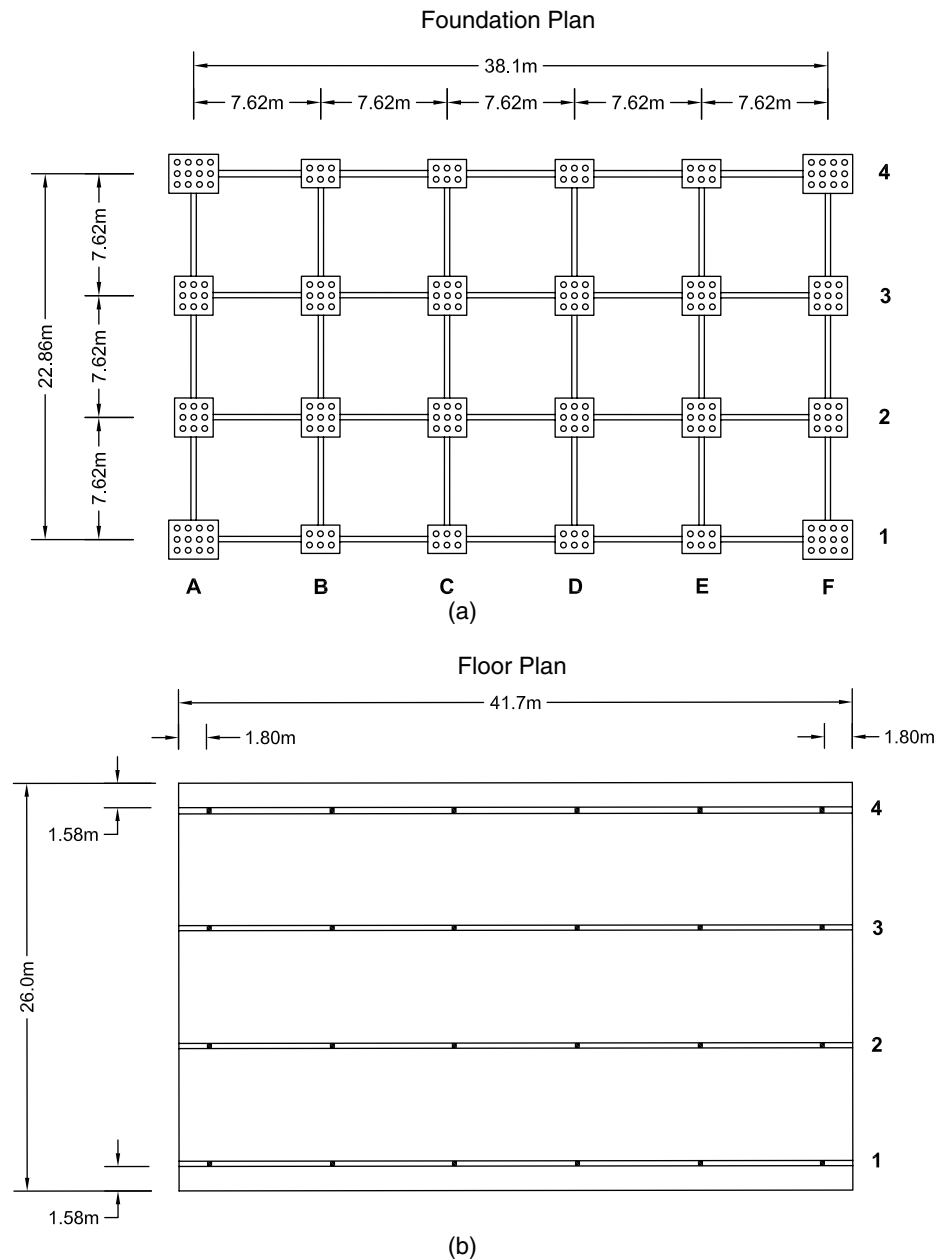 Foundation Plan
38.1m
7.62m 7.62m 7.62m 7.62m 7.62m
4
7.62m
3
22.86m
7.62m
2
7.62m
1
A B C D E F
(a)
Floor Plan
41.7m
1.80m 1.80m
4
1.58m
3
26.0m
2
1
1.58m
(b)